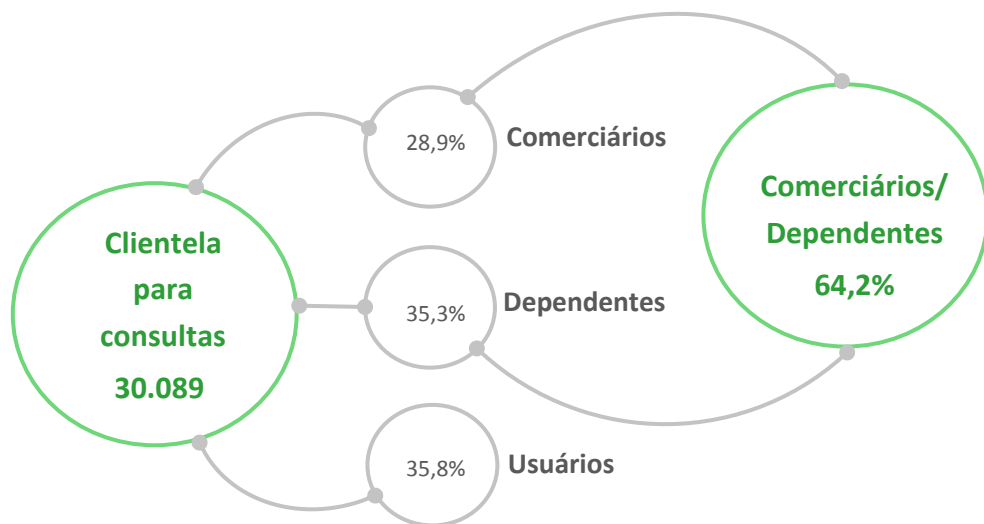 Clientela
para
consultas
30.089
28,9%
Comerciários
35,3%
Dependentes
35,8%
Usuários
Comerciários/
Dependentes
64,2%